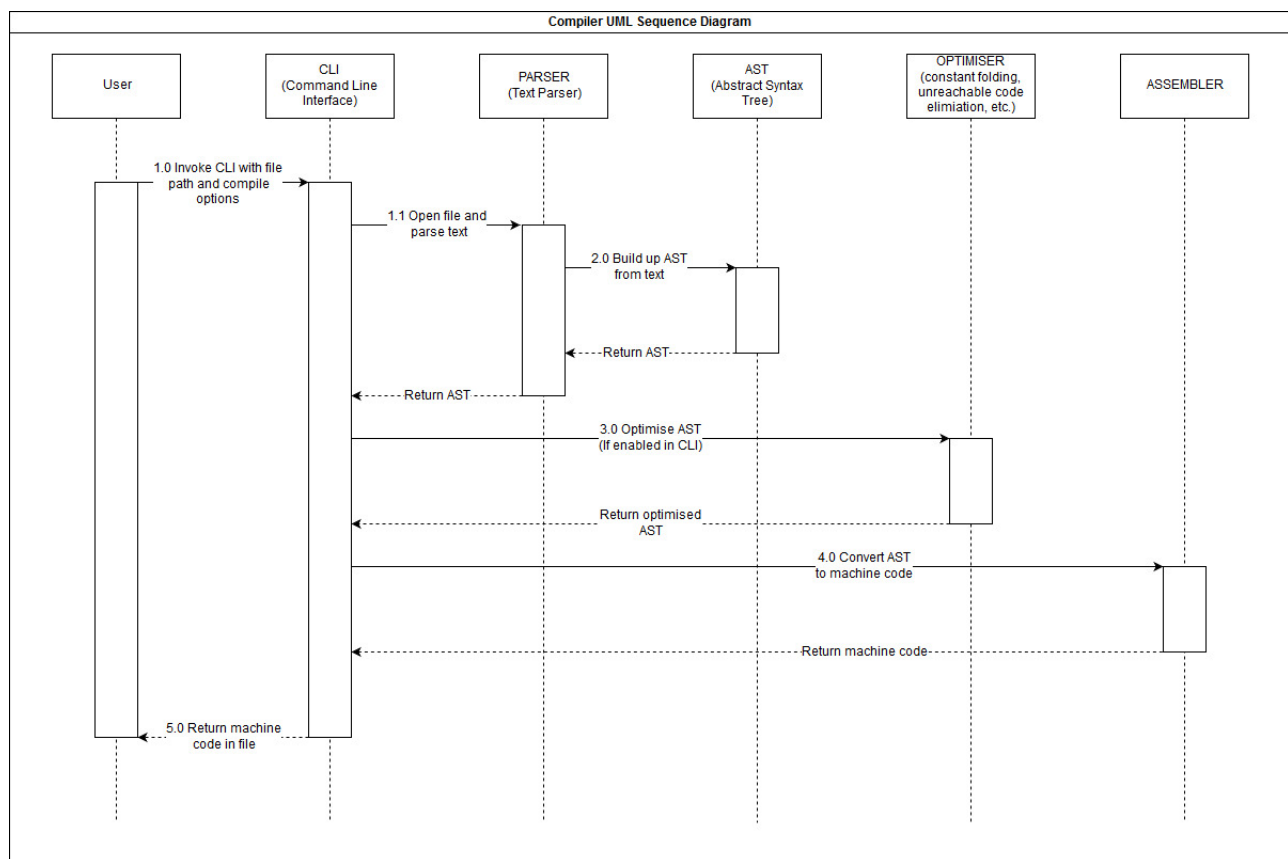 Compiler UML Sequence Diagram
User
CLI
(Command Line
Interface)
PARSER
(Text Parser)
AST
(Abstract Syntax
Tree)
OPTIMISER
(constant folding,
unreachable code
elimiation, etc.)
ASSEMBLER
1.0 Invoke CLI with file
path and compile
options
1.1 Open file and
parse text
2.0 Build up AST
from text
Return AST
Return AST
3.0 Optimise AST
(If enabled in CLI)
Return optimised
AST
4.0 Convert AST
to machine code
Return machine code
5.0 Return machine
code in file